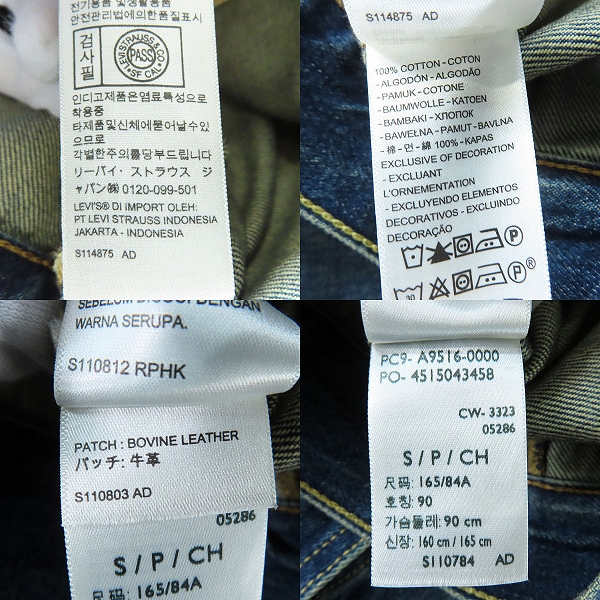 전기용품 및 생활용품
안전관리법에 의한 품질표시
검사필
LEVI STRAUSS & CO
PASS
SF CAL
인디고제품은염료특성으로
착용중
타제품및신체에묻어날수있
으므로
각별한주의를당부드립니다
リーバイ・ストラウス ジ
ャパン㈱ 0120-099-501
LEVI'S® DI IMPORT OLEH:
PT LEVI STRAUSS INDONESIA
JAKARTA - INDONESIA
S114875 AD
S114875 AD
100% COTTON - COTON
- ALGODÓN - ALGODÃO
- PAMUK - COTONE
- BAUMWOLLE - KATOEN
- BAMBAKI - ХЛОПОК
- BAWEŁNA - PAMUT - BAVLNA
- 棉 - 면 - 綿 100% - KAPAS
EXCLUSIVE OF DECORATION
- EXCLUANT
L'ORNEMENTATION
- EXCLUYENDO ELEMENTOS
DECORATIVOS - EXCLUINDO
DECORAÇÃO
P
P®
30
SEBELUM DICUCI DENGAN
WARNA SERUPA.
S110812 RPHK
PATCH : BOVINE LEATHER
パッチ: 牛革
S110803 AD
05286
S / P / CH
尺码: 165/84A
PC9- A9516-0000
PO- 4515043458
CW-3323
05286
S / P / CH
尺码: 165/84A
호칭: 90
가슴둘레: 90 cm
신장: 160 cm / 165 cm
S110784 AD